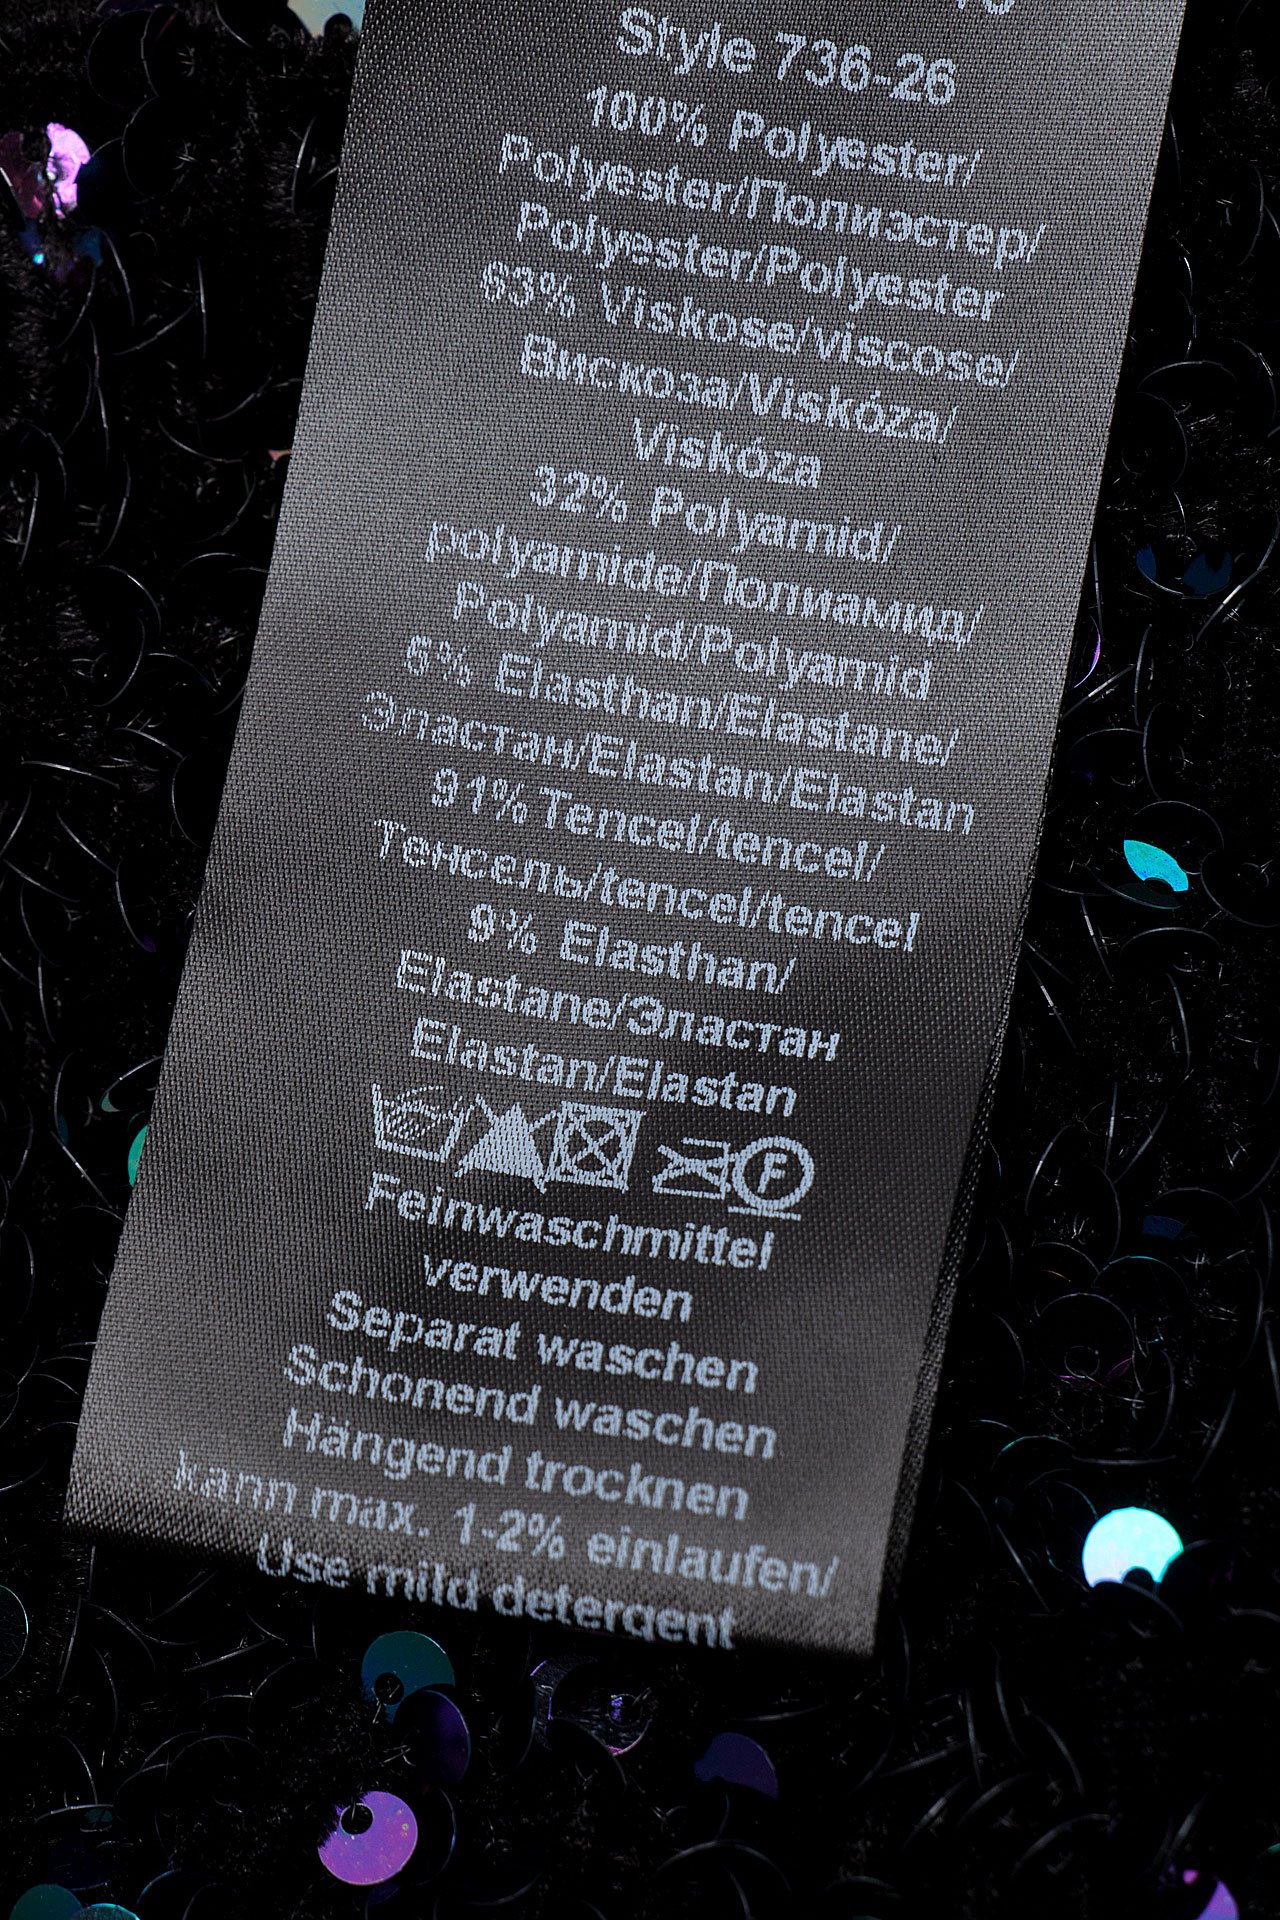 Style 736-26
100% Polyester/
Polyester/Полиэстер/
Polyester/Polyester
63% Viskose/viscose/
Вискоза/Viskóza/
Viskóza
32% Polyamid/
polyamide/Полиамид/
Polyamid/Polyamid
5% Elasthan/Elastane/
Эластан/Elastan/Elastan
91% Tencel/tencel/
Тенсель/tencel/tencel
9% Elasthan/
Elastane/Эластан
Elastan/Elastan
F
Feinwaschmittel
verwenden
Separat waschen
Schonend waschen
Hängend trocknen
kann max. 1-2% einlaufen/
Use mild detergent